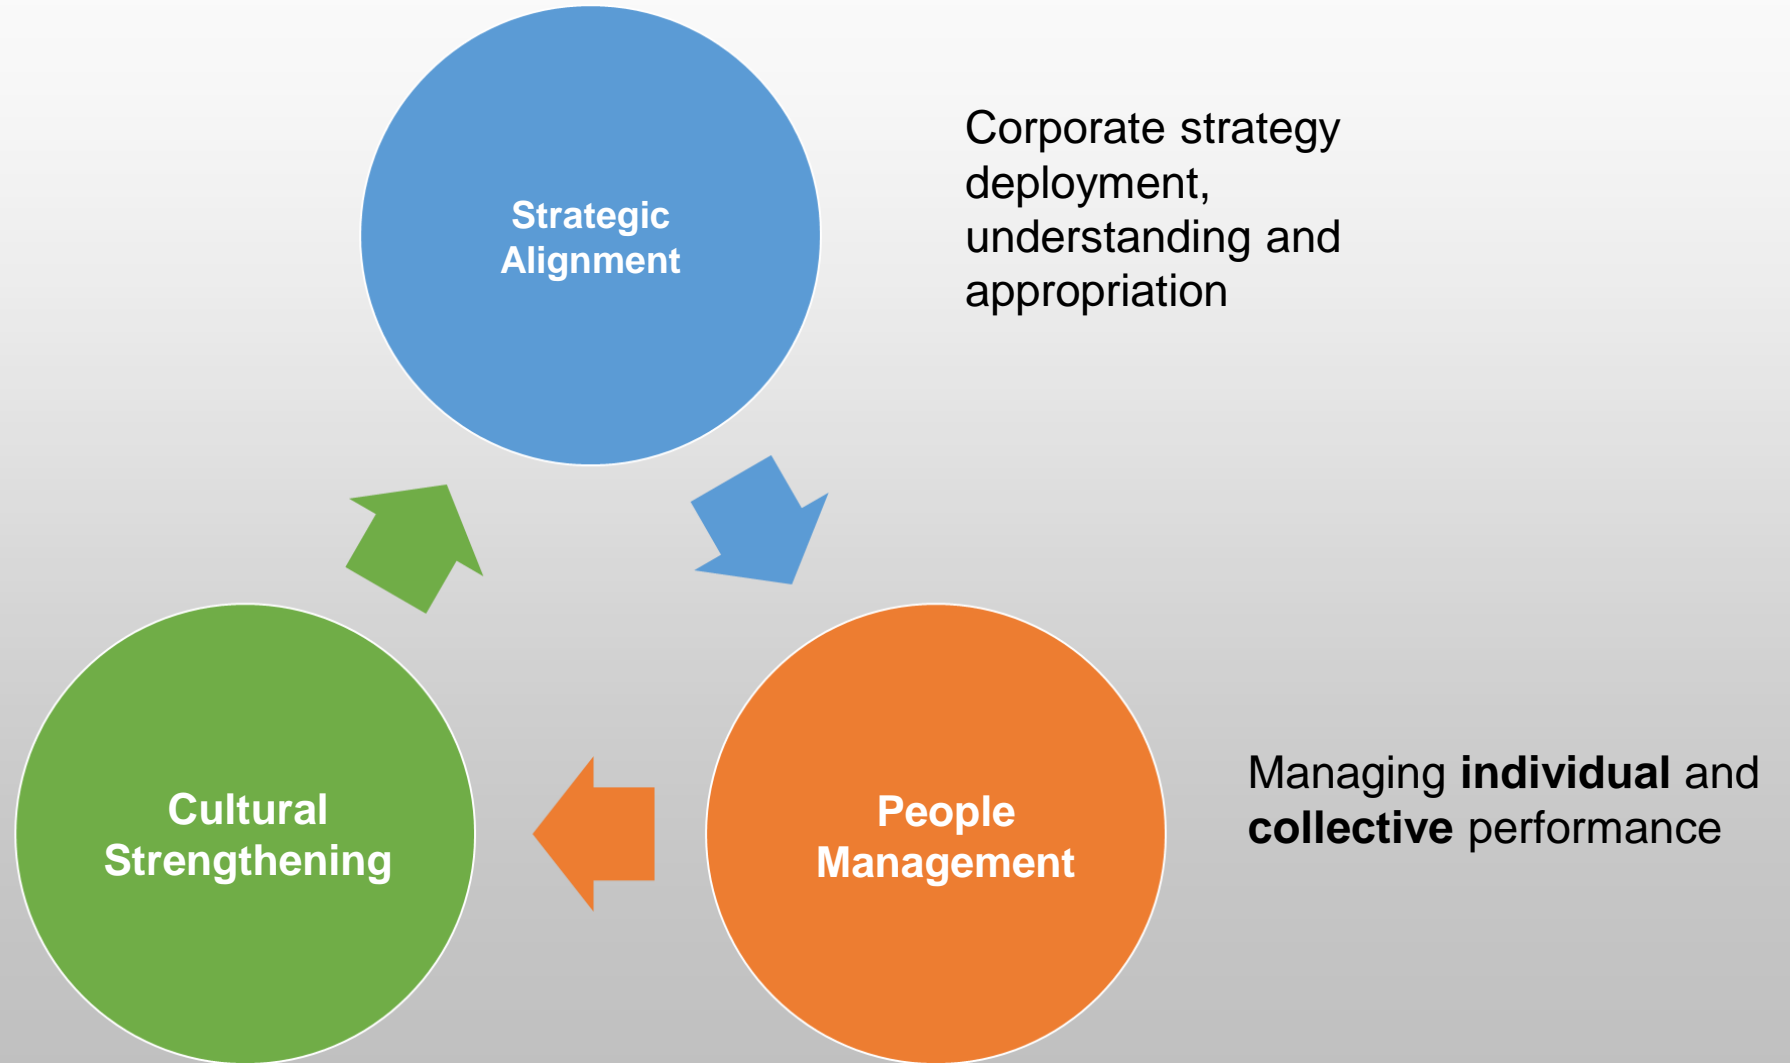 Strategic
Alignment
Corporate strategy
deployment,
understanding and
appropriation
Cultural
Strengthening
People
Management
Managing individual and
collective performance